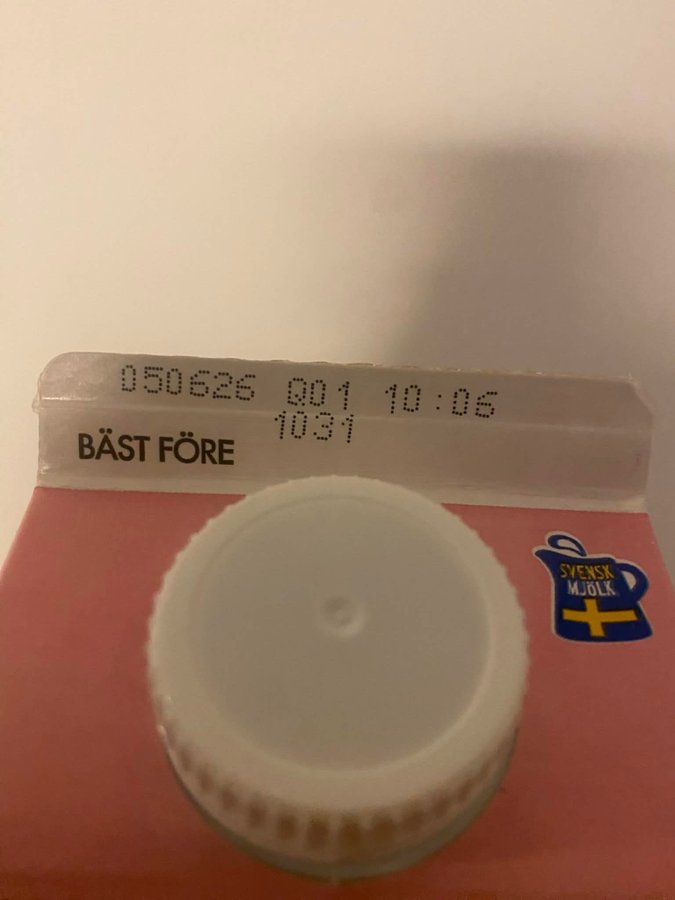 050626 Q01 10:06
1031
BÄST FÖRE
SVENSK
MJÖLK